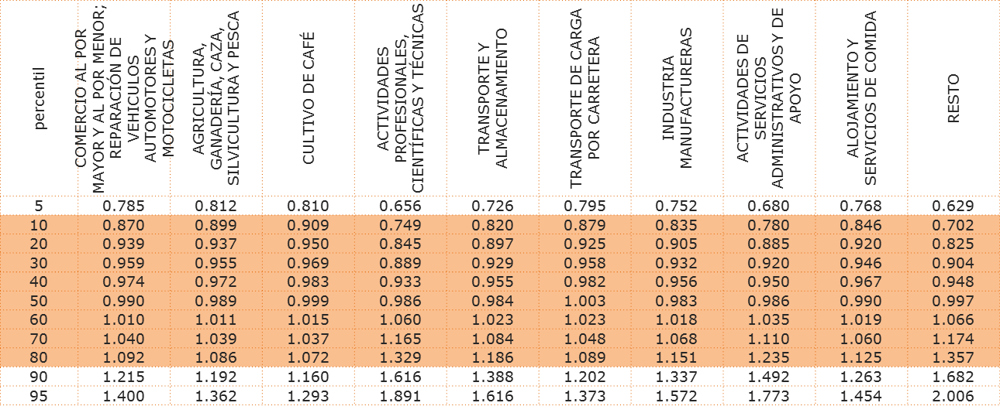 percentil
COMERCIO AL POR
MAYOR Y AL POR MENOR;
REPARACIÓN DE
VEHICULOS
AUTOMOTORES Y
MOTOCICLETAS
AGRICULTURA,
GANADERÍA, CAZA,
SILVICULTURA Y PESCA
CULTIVO DE CAFÉ
ACTIVIDADES
PROFESIONALES,
CIENTÍFICAS Y TÉCNICAS
TRANSPORTE Y
ALMACENAMIENTO
TRANSPORTE DE CARGA
POR CARRETERA
INDUSTRIA
MANUFACTURERAS
ACTIVIDADES DE
SERVICIOS
ADMINISTRATIVOS Y DE
APOYO
ALOJAMIENTO Y
SERVICIOS DE COMIDA
RESTO
5 0.785 0.812 0.810 0.656 0.726 0.795 0.752 0.680 0.768 0.629
10 0.870 0.899 0.909 0.749 0.820 0.879 0.835 0.780 0.846 0.702
20 0.939 0.937 0.950 0.845 0.897 0.925 0.905 0.885 0.920 0.825
30 0.959 0.955 0.969 0.889 0.929 0.958 0.932 0.920 0.946 0.904
40 0.974 0.972 0.983 0.933 0.955 0.982 0.956 0.950 0.967 0.948
50 0.990 0.989 0.999 0.986 0.984 1.003 0.983 0.986 0.990 0.997
60 1.010 1.011 1.015 1.060 1.023 1.023 1.018 1.035 1.019 1.066
70 1.040 1.039 1.037 1.165 1.084 1.048 1.068 1.110 1.060 1.174
80 1.092 1.086 1.072 1.329 1.186 1.089 1.151 1.235 1.125 1.357
90 1.215 1.192 1.160 1.616 1.388 1.202 1.337 1.492 1.263 1.682
95 1.400 1.362 1.293 1.891 1.616 1.373 1.572 1.773 1.454 2.006